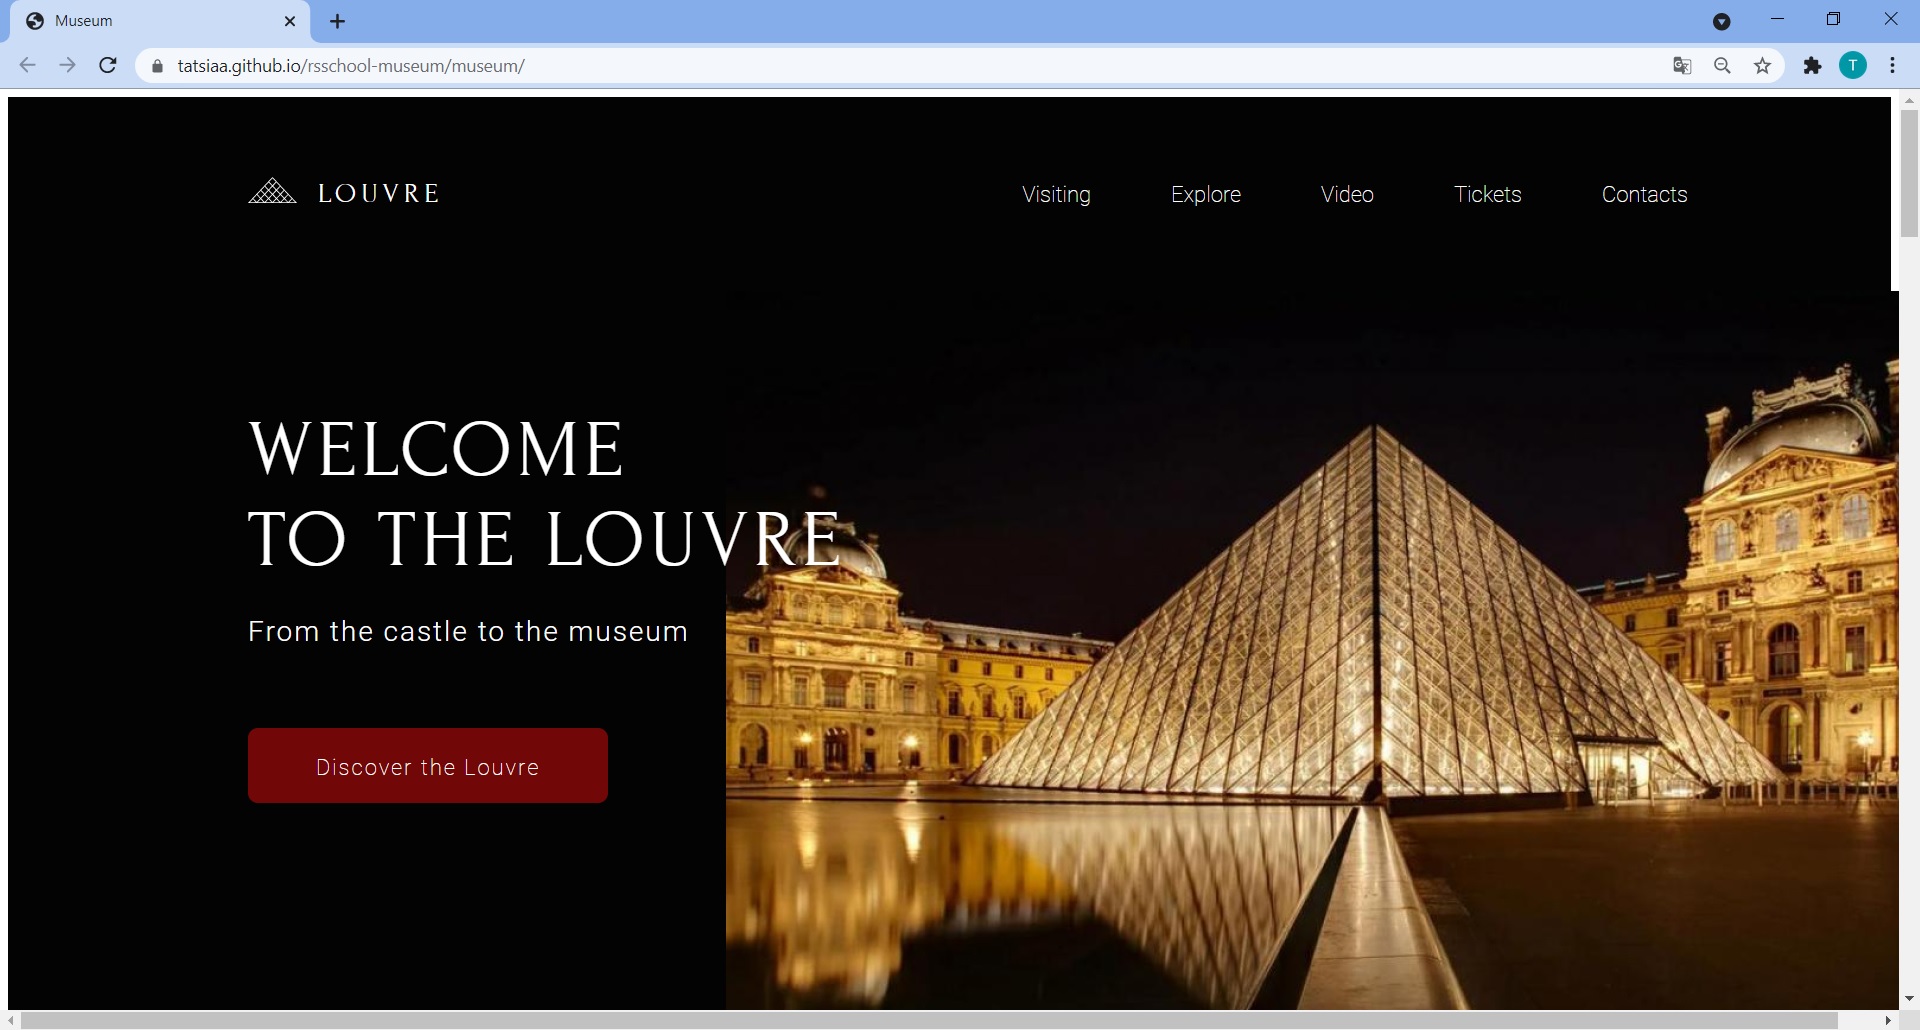 Museum
tatsiaa.github.io/rsschool-museum/museum/
T
LOUVRE
Visiting
Explore
Video
Tickets
Contacts
WELCOME
TO THE LOUVRE
From the castle to the museum
Discover the Louvre